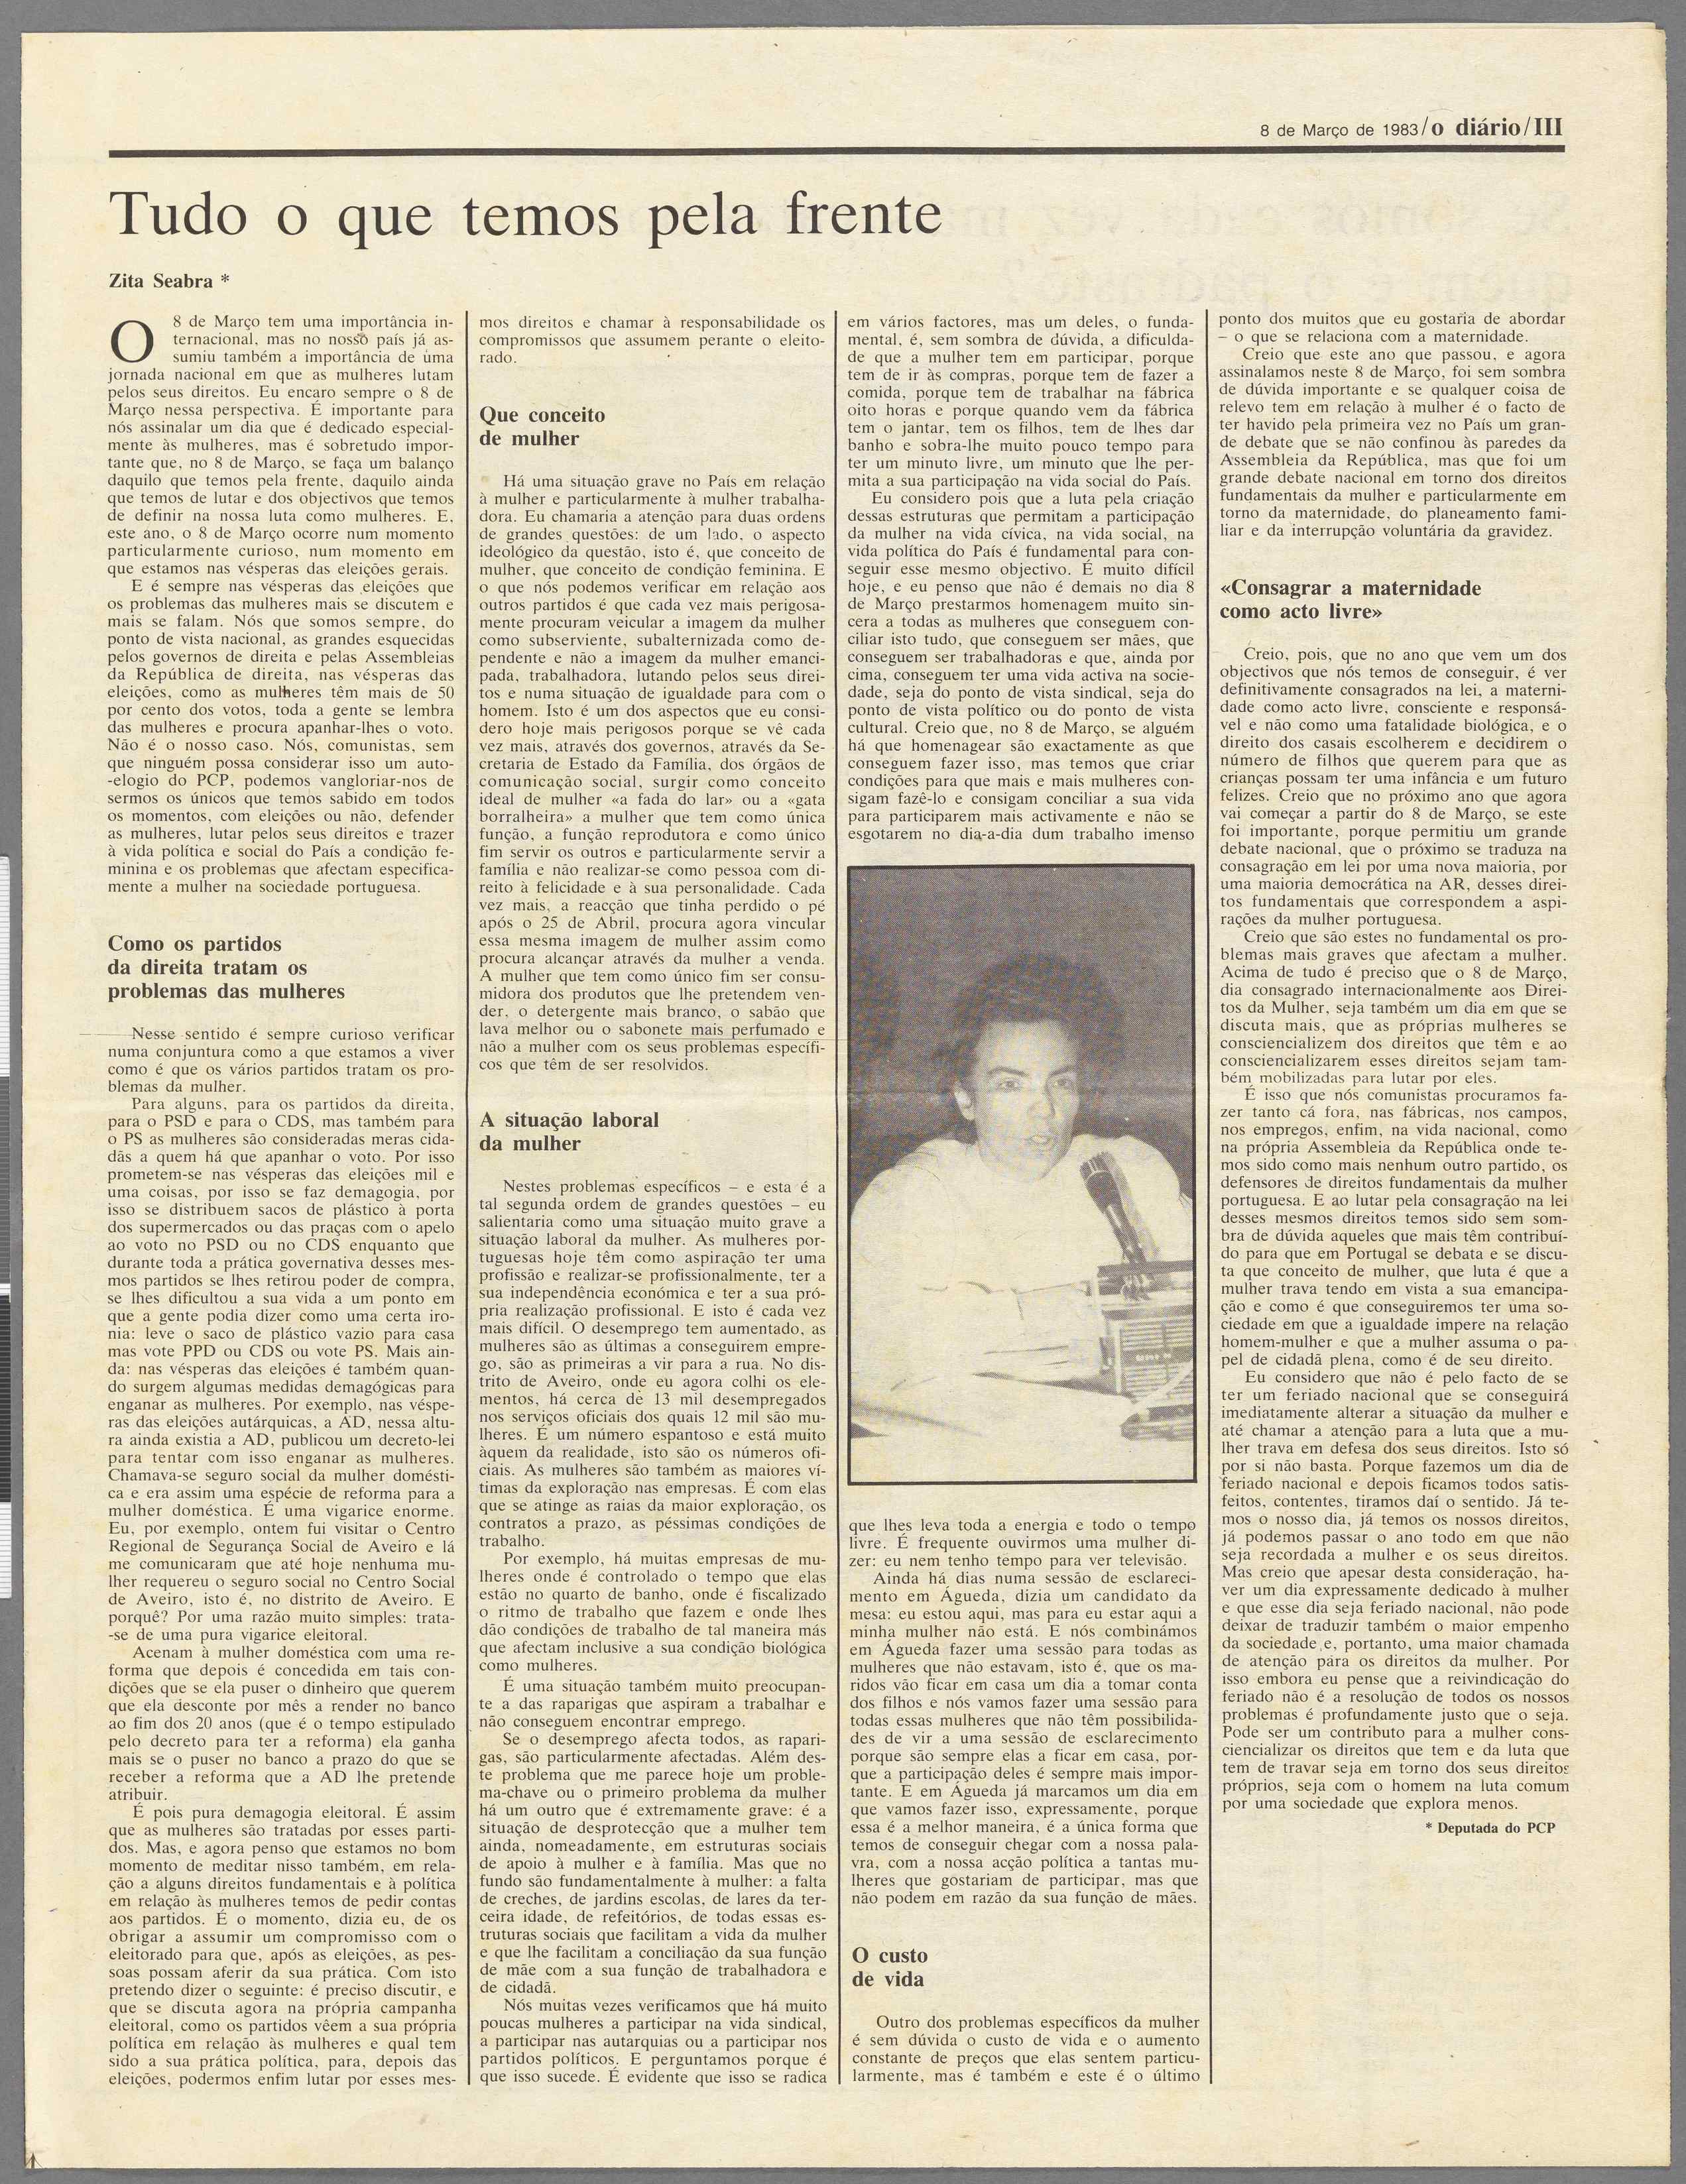 8 de Março de 1983/o diário/III
Tudo o que temos pela frente
Zita Seabra *
O 8 de Março tem uma importância in-
ternacional, mas no nosso país já as-
sumiu também a importância de uma
jornada nacional em que as mulheres lutam
pelos seus direitos. Eu encaro sempre o 8 de
Março nessa perspectiva. É importante para
nós assinalar um dia que é dedicado especial-
mente às mulheres, mas é sobretudo impor-
tante que, no 8 de Março, se faça um balanço
daquilo que temos pela frente, daquilo ainda
que temos de lutar e dos objectivos que temos
de definir na nossa luta como mulheres. E,
este ano, o 8 de Março ocorre num momento
particularmente curioso, num momento em
que estamos nas vésperas das eleições gerais.
E é sempre nas vésperas das eleições que
os problemas das mulheres mais se discutem e
mais se falam. Nós que somos sempre, do
ponto de vista nacional, as grandes esquecidas
pelos governos de direita e pelas Assembleias
da República de direita, nas vésperas das
eleições, como as mulheres têm mais de 50
por cento dos votos, toda a gente se lembra
das mulheres e procura apanhar-lhes o voto.
Não é o nosso caso. Nós, comunistas, sem
que ninguém possa considerar isso um auto-
-elogio do PCP, podemos vangloriar-nos de
sermos os únicos que temos sabido em todos
os momentos, com eleições ou não, defender
as mulheres, lutar pelos seus direitos e trazer
à vida política e social do País a condição fe-
minina e os problemas que afectam especifica-
mente a mulher na sociedade portuguesa.
Como os partidos
da direita tratam os
problemas das mulheres
Nesse sentido é sempre curioso verificar
numa conjuntura como a que estamos a viver
como é que os vários partidos tratam os pro-
blemas da mulher.
Para alguns, para os partidos da direita,
para o PSD e para o CDS, mas também para
o PS as mulheres são consideradas meras cida-
dãs a quem há que apanhar o voto. Por isso
prometem-se nas vésperas das eleições mil e
uma coisas, por isso se faz demagogia, por
isso se distribuem sacos de plástico à porta
dos supermercados ou das praças com o apelo
ao voto no PSD ou no CDS enquanto que
durante toda a prática governativa desses mes-
mos partidos se lhes retirou poder de compra,
se lhes dificultou a sua vida a um ponto em
que a gente podia dizer como uma certa iro-
nia: leve o saco de plástico vazio para casa
mas vote PPD ou CDS ou vote PS. Mais ain-
da: nas vésperas das eleições é também quan-
do surgem algumas medidas demagógicas para
enganar as mulheres. Por exemplo, nas véspe-
ras das eleições autárquicas, a AD, nessa altu-
ra ainda existia a AD, publicou um decreto-lei
para tentar com isso enganar as mulheres.
Chamava-se seguro social da mulher domésti-
ca e era assim uma espécie de reforma para a
mulher doméstica. É uma vigarice enorme.
Eu, por exemplo, ontem fui visitar o Centro
Regional de Segurança Social de Aveiro e lá
me comunicaram que até hoje nenhuma mu-
lher requereu o seguro social no Centro Social
de Aveiro, isto é, no distrito de Aveiro. E
porquê? Por uma razão muito simples: trata-
-se de uma pura vigarice eleitoral.
Acenam à mulher doméstica com uma re-
forma que depois é concedida em tais con-
dições que se ela puser o dinheiro que querem
que ela desconte por mês a render no banco
ao fim dos 20 anos (que é o tempo estipulado
pelo decreto para ter a reforma) ela ganha
mais se o puser no banco a prazo do que se
receber a reforma que a AD lhe pretende
atribuir.
É pois pura demagogia eleitoral. É assim
que as mulheres são tratadas por esses parti-
dos. Mas, e agora penso que estamos no bom
momento de meditar nisso também, em rela-
ção a alguns direitos fundamentais e à política
em relação às mulheres temos de pedir contas
aos partidos. É o momento, dizia eu, de os
obrigar a assumir um compromisso com o
eleitorado para que, após as eleições, as pes-
soas possam aferir da sua prática. Com isto
pretendo dizer o seguinte: é preciso discutir, e
que se discuta agora na própria campanha
eleitoral, como os partidos vêem a sua própria
política em relação às mulheres e qual tem
sido a sua prática política, para, depois das
eleições, podermos enfim lutar por esses mes-
mos direitos e chamar à responsabilidade os
compromissos que assumem perante o eleito-
rado.
Que conceito
de mulher
Há uma situação grave no País em relação
à mulher e particularmente à mulher trabalha-
dora. Eu chamaria a atenção para duas ordens
de grandes questões: de um lado, o aspecto
ideológico da questão, isto é, que conceito de
mulher, que conceito de condição feminina. E
o que nós podemos verificar em relação aos
outros partidos é que cada vez mais perigosa-
mente procuram veicular a imagem da mulher
como subserviente, subalternizada como de-
pendente e não a imagem da mulher emanci-
pada, trabalhadora, lutando pelos seus direi-
tos e numa situação de igualdade para com o
homem. Isto é um dos aspectos que eu consi-
dero hoje mais perigosos porque se vê cada
vez mais, através dos governos, através da Se-
cretaria de Estado da Família, dos órgãos de
comunicação social, surgir como conceito
ideal de mulher «a fada do lar» ou a «gata
borralheira» a mulher que tem como única
função, a função reprodutora e como único
fim servir os outros e particularmente servir a
família e não realizar-se como pessoa com di-
reito à felicidade e à sua personalidade. Cada
vez mais, a reacção que tinha perdido o pé
após o 25 de Abril, procura agora vincular
essa mesma imagem de mulher assim como
procura alcançar através da mulher a venda.
A mulher que tem como único fim ser consu-
midora dos produtos que lhe pretendem ven-
der, o detergente mais branco, o sabão que
lava melhor ou o sabonete mais perfumado e
não a mulher com os seus problemas específi-
cos que têm de ser resolvidos.
A situação laboral
da mulher
Nestes problemas específicos – e esta é a
tal segunda ordem de grandes questões – eu
salientaria como uma situação muito grave a
situação laboral da mulher. As mulheres por-
tuguesas hoje têm como aspiração ter uma
profissão e realizar-se profissionalmente, ter a
sua independência económica e ter a sua pró-
pria realização profissional. E isto é cada vez
mais difícil. O desemprego tem aumentado, as
mulheres são as últimas a conseguirem empre-
go, são as primeiras a vir para a rua. No dis-
trito de Aveiro, onde eu agora colhi os ele-
mentos, há cerca de 13 mil desempregados
nos serviços oficiais dos quais 12 mil são mu-
lheres. É um número espantoso e está muito
àquem da realidade, isto são os números ofi-
ciais. As mulheres são também as maiores ví-
timas da exploração nas empresas. É com elas
que se atinge as raias da maior exploração, os
contratos a prazo, as péssimas condições de
trabalho.
Por exemplo, há muitas empresas de mu-
lheres onde é controlado o tempo que elas
estão no quarto de banho, onde é fiscalizado
o ritmo de trabalho que fazem e onde lhes
dão condições de trabalho de tal maneira más
que afectam inclusive a sua condição biológica
como mulheres.
É uma situação também muito preocupan-
te a das raparigas que aspiram a trabalhar e
não conseguem encontrar emprego.
Se o desemprego afecta todos, as rapari-
gas, são particularmente afectadas. Além des-
te problema que me parece hoje um proble-
ma-chave ou o primeiro problema da mulher
há um outro que é extremamente grave: é a
situação de desprotecção que a mulher tem
ainda, nomeadamente, em estruturas sociais
de apoio à mulher e à família. Mas que no
fundo são fundamentalmente à mulher: a falta
de creches, de jardins escolas, de lares da ter-
ceira idade, de refeitórios, de todas essas es-
truturas sociais que facilitam a vida da mulher
e que lhe facilitam a conciliação da sua função
de mãe com a sua função de trabalhadora e
de cidadã.
Nós muitas vezes verificamos que há muito
poucas mulheres a participar na vida sindical,
a participar nas autarquias ou a participar nos
partidos políticos. E perguntamos porque é
que isso sucede. É evidente que isso se radica
em vários factores, mas um deles, o funda-
mental, é, sem sombra de dúvida, a dificulda-
de que a mulher tem em participar, porque
tem de ir às compras, porque tem de fazer a
comida, porque tem de trabalhar na fábrica
oito horas e porque quando vem da fábrica
tem o jantar, tem os filhos, tem de lhes dar
banho e sobra-lhe muito pouco tempo para
ter um minuto livre, um minuto que lhe per-
mita a sua participação na vida social do País.
Eu considero pois que a luta pela criação
dessas estruturas que permitam a participação
da mulher na vida cívica, na vida social, na
vida política do País é fundamental para con-
seguir esse mesmo objectivo. É muito difícil
hoje, e eu penso que não é demais no dia 8
de Março prestarmos homenagem muito sin-
cera a todas as mulheres que conseguem con-
ciliar isto tudo, que conseguem ser mães, que
conseguem ser trabalhadoras e que, ainda por
cima, conseguem ter uma vida activa na socie-
dade, seja do ponto de vista sindical, seja do
ponto de vista político ou do ponto de vista
cultural. Creio que, no 8 de Março, se alguém
há que homenagear são exactamente as que
conseguem fazer isso, mas temos que criar
condições para que mais e mais mulheres con-
sigam fazê-lo e consigam conciliar a sua vida
para participarem mais activamente e não se
esgotarem no dia-a-dia dum trabalho imenso
que lhes leva toda a energia e todo o tempo
livre. É frequente ouvirmos uma mulher di-
zer: eu nem tenho tempo para ver televisão.
Ainda há dias numa sessão de esclareci-
mento em Águeda, dizia um candidato da
mesa: eu estou aqui, mas para eu estar aqui a
minha mulher não está. E nós combinámos
em Águeda fazer uma sessão para todas as
mulheres que não estavam, isto é, que os ma-
ridos vão ficar em casa um dia a tomar conta
dos filhos e nós vamos fazer uma sessão para
todas essas mulheres que não têm possibilida-
des de vir a uma sessão de esclarecimento
porque são sempre elas a ficar em casa, por-
que a participação deles é sempre mais impor-
tante. E em Águeda já marcamos um dia em
que vamos fazer isso, expressamente, porque
essa é a melhor maneira, é a única forma que
temos de conseguir chegar com a nossa pala-
vra, com a nossa acção política a tantas mu-
lheres que gostariam de participar, mas que
não podem em razão da sua função de mães.
O custo
de vida
Outro dos problemas específicos da mulher
é sem dúvida o custo de vida e o aumento
constante de preços que elas sentem particu-
larmente, mas é também e este é o último
ponto dos muitos que eu gostaria de abordar
– o que se relaciona com a maternidade.
Creio que este ano que passou, e agora
assinalamos neste 8 de Março, foi sem sombra
de dúvida importante e se qualquer coisa de
relevo tem em relação à mulher é o facto de
ter havido pela primeira vez no País um gran-
de debate que se não confinou às paredes da
Assembleia da República, mas que foi um
grande debate nacional em torno dos direitos
fundamentais da mulher e particularmente em
torno da maternidade, do planeamento fami-
liar e da interrupção voluntária da gravidez.
«Consagrar a maternidade
como acto livre»
Creio, pois, que no ano que vem um dos
objectivos que nós temos de conseguir, é ver
definitivamente consagrados na lei, a materni-
dade como acto livre, consciente e responsá-
vel e não como uma fatalidade biológica, e o
direito dos casais escolherem e decidirem o
número de filhos que querem para que as
crianças possam ter uma infância e um futuro
felizes. Creio que no próximo ano que agora
vai começar a partir do 8 de Março, se este
foi importante, porque permitiu um grande
debate nacional, que o próximo se traduza na
consagração em lei por uma nova maioria, por
uma maioria democrática na AR, desses direi-
tos fundamentais que correspondem a aspi-
rações da mulher portuguesa.
Creio que são estes no fundamental os pro-
blemas mais graves que afectam a mulher.
Acima de tudo é preciso que o 8 de Março,
dia consagrado internacionalmente aos Direi-
tos da Mulher, seja também um dia em que se
discuta mais, que as próprias mulheres se
consciencializem dos direitos que têm e ao
consciencializarem esses direitos sejam tam-
bém mobilizadas para lutar por eles.
É isso que nós comunistas procuramos fa-
zer tanto cá fora, nas fábricas, nos campos,
nos empregos, enfim, na vida nacional, como
na própria Assembleia da República onde te-
mos sido como mais nenhum outro partido, os
defensores de direitos fundamentais da mulher
portuguesa. E ao lutar pela consagração na lei
desses mesmos direitos temos sido sem som-
bra de dúvida aqueles que mais têm contribuí-
do para que em Portugal se debata e se discu-
ta que conceito de mulher, que luta é que a
mulher trava tendo em vista a sua emancipa-
ção e como é que conseguiremos ter uma so-
ciedade em que a igualdade impere na relação
homem-mulher e que a mulher assuma o pa-
pel de cidadã plena, como é de seu direito.
Eu considero que não é pelo facto de se
ter um feriado nacional que se conseguirá
imediatamente alterar a situação da mulher e
até chamar a atenção para a luta que a mu-
lher trava em defesa dos seus direitos. Isto só
por si não basta. Porque fazemos um dia de
feriado nacional e depois ficamos todos satis-
feitos, contentes, tiramos daí o sentido. Já te-
mos o nosso dia, já temos os nossos direitos,
já podemos passar o ano todo em que não
seja recordada a mulher e os seus direitos.
Mas creio que apesar desta consideração, ha-
ver um dia expressamente dedicado à mulher
e que esse dia seja feriado nacional, não pode
deixar de traduzir também o maior empenho
da sociedade e, portanto, uma maior chamada
de atenção para os direitos da mulher. Por
isso embora eu pense que a reivindicação do
feriado não é a resolução de todos os nossos
problemas é profundamente justo que o seja.
Pode ser um contributo para a mulher cons-
ciencializar os direitos que tem e da luta que
tem de travar seja em torno dos seus direitos
próprios, seja com o homem na luta comum
por uma sociedade que explora menos.
* Deputada do PCP